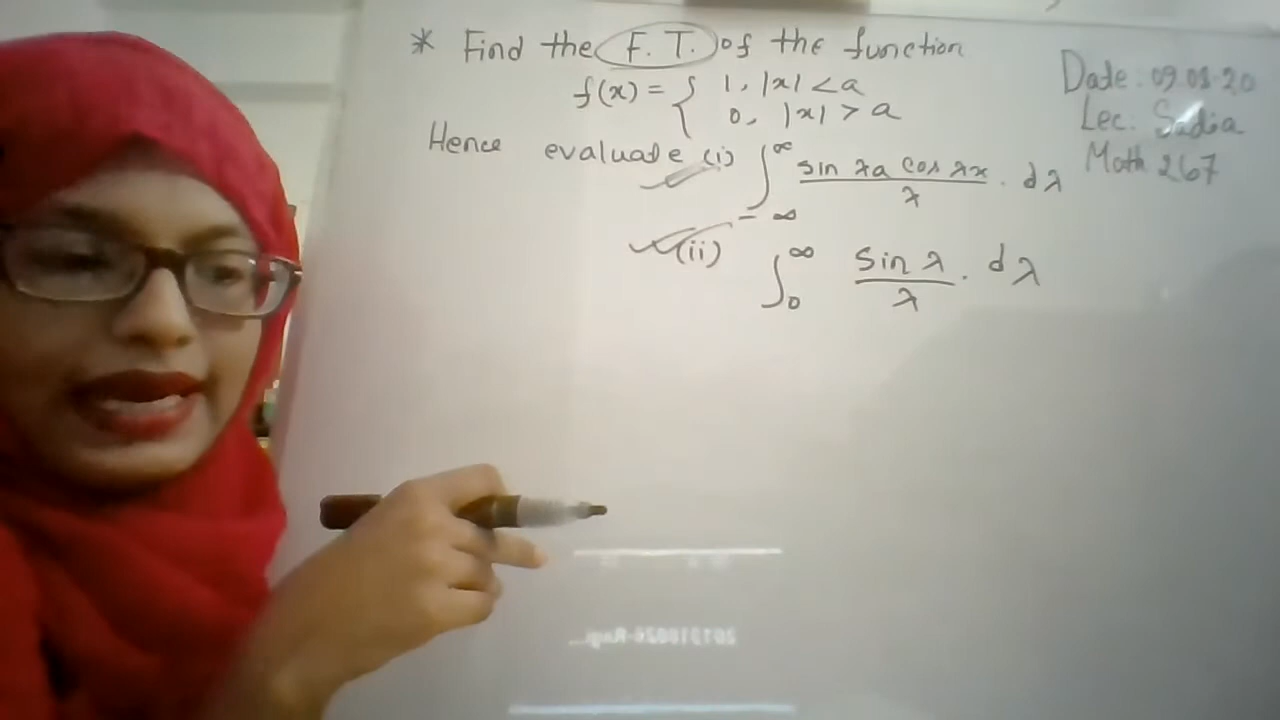 * Find the F. T. of the function
f(x) = { 1, |x| < a
0, |x| > a
Hence evaluate (i) ∫_{-∞}^{∞} sin λa cos λx / λ . dλ
(ii) ∫_0^∞ sin λ / λ . dλ
Date: 09.08.20
Lec: Sadia
Math 267